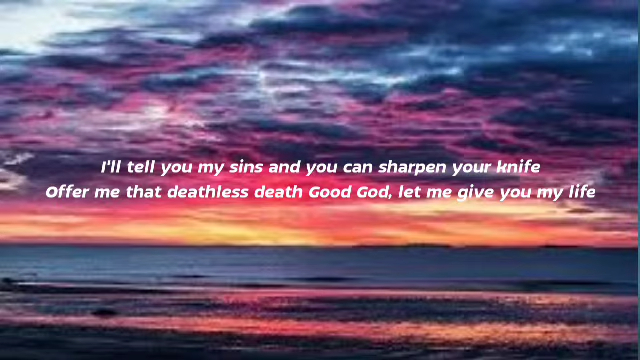 I'll tell you my sins and you can sharpen your knife
Offer me that deathless death Good God, let me give you my life